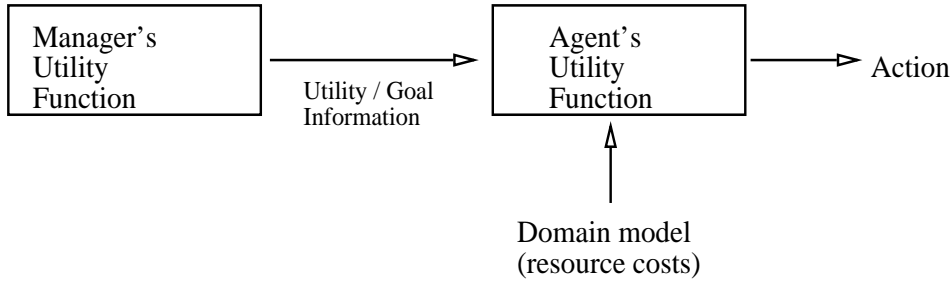 Manager's
Utility
Function
Utility / Goal
Information
Agent's
Utility
Function
Action
Domain model
(resource costs)